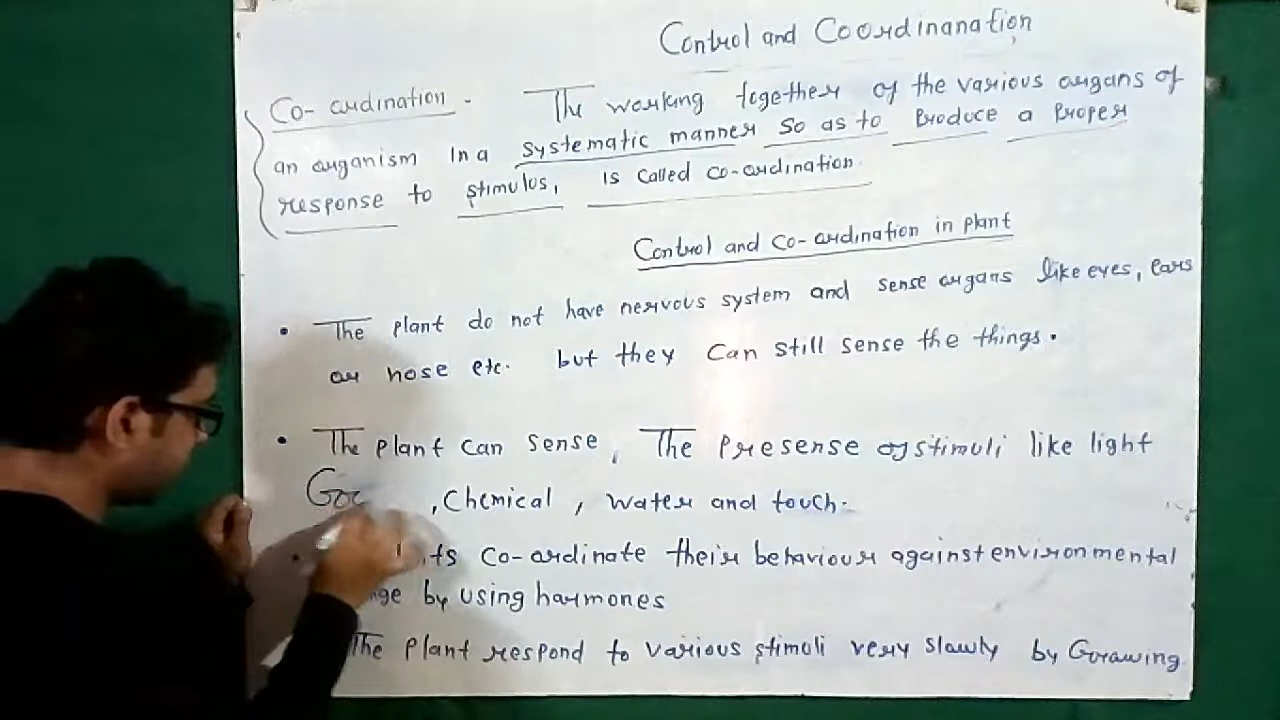 Control and Coordinanation
Co-ordination - The working together of the various organs of
an organism In a systematic manner so as to Produce a Proper
response to stimulus, is called co-ordination.
Control and co-ordination in plant
• The plant do not have nervous system and sense organs like eyes, ears
or nose etc. but they can still sense the things.
• The plant can sense, The Presense of stimuli like light
, Chemical, water and touch.
Co-ordinate their behaviour against environmental
by using harmones
The plant respond to various stimuli very slowly by Growing.